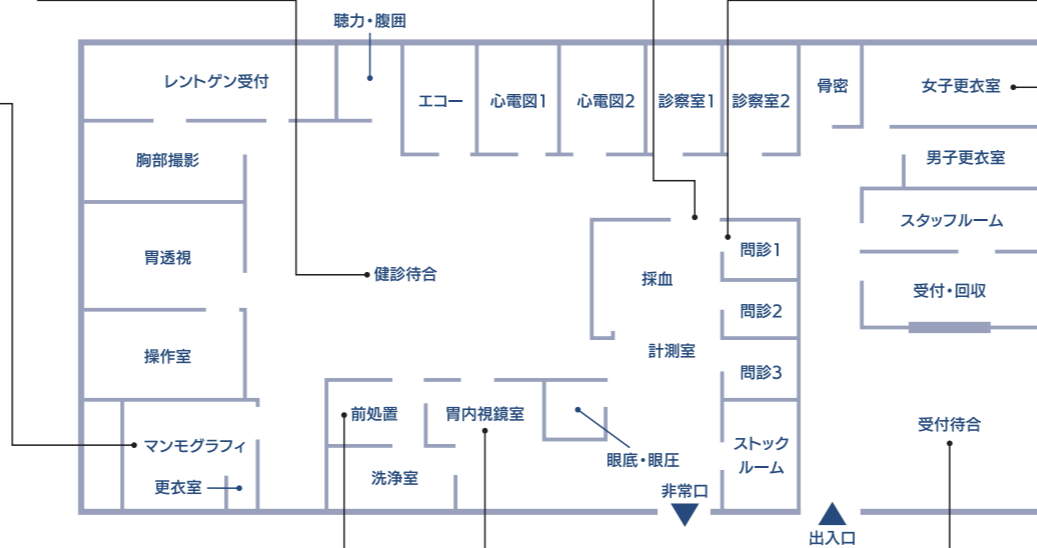 聴力・腹囲
レントゲン受付
エコー
心電図1
心電図2
診察室1
診察室2
骨密
女子更衣室
胸部撮影
男子更衣室
スタッフルーム
胃透視
健診待合
採血
問診1
受付・回収
問診2
操作室
計測室
問診3
前処置
胃内視鏡室
受付待合
マンモグラフィ
ストック
ルーム
眼底・眼圧
洗浄室
更衣室
非常口
出入口